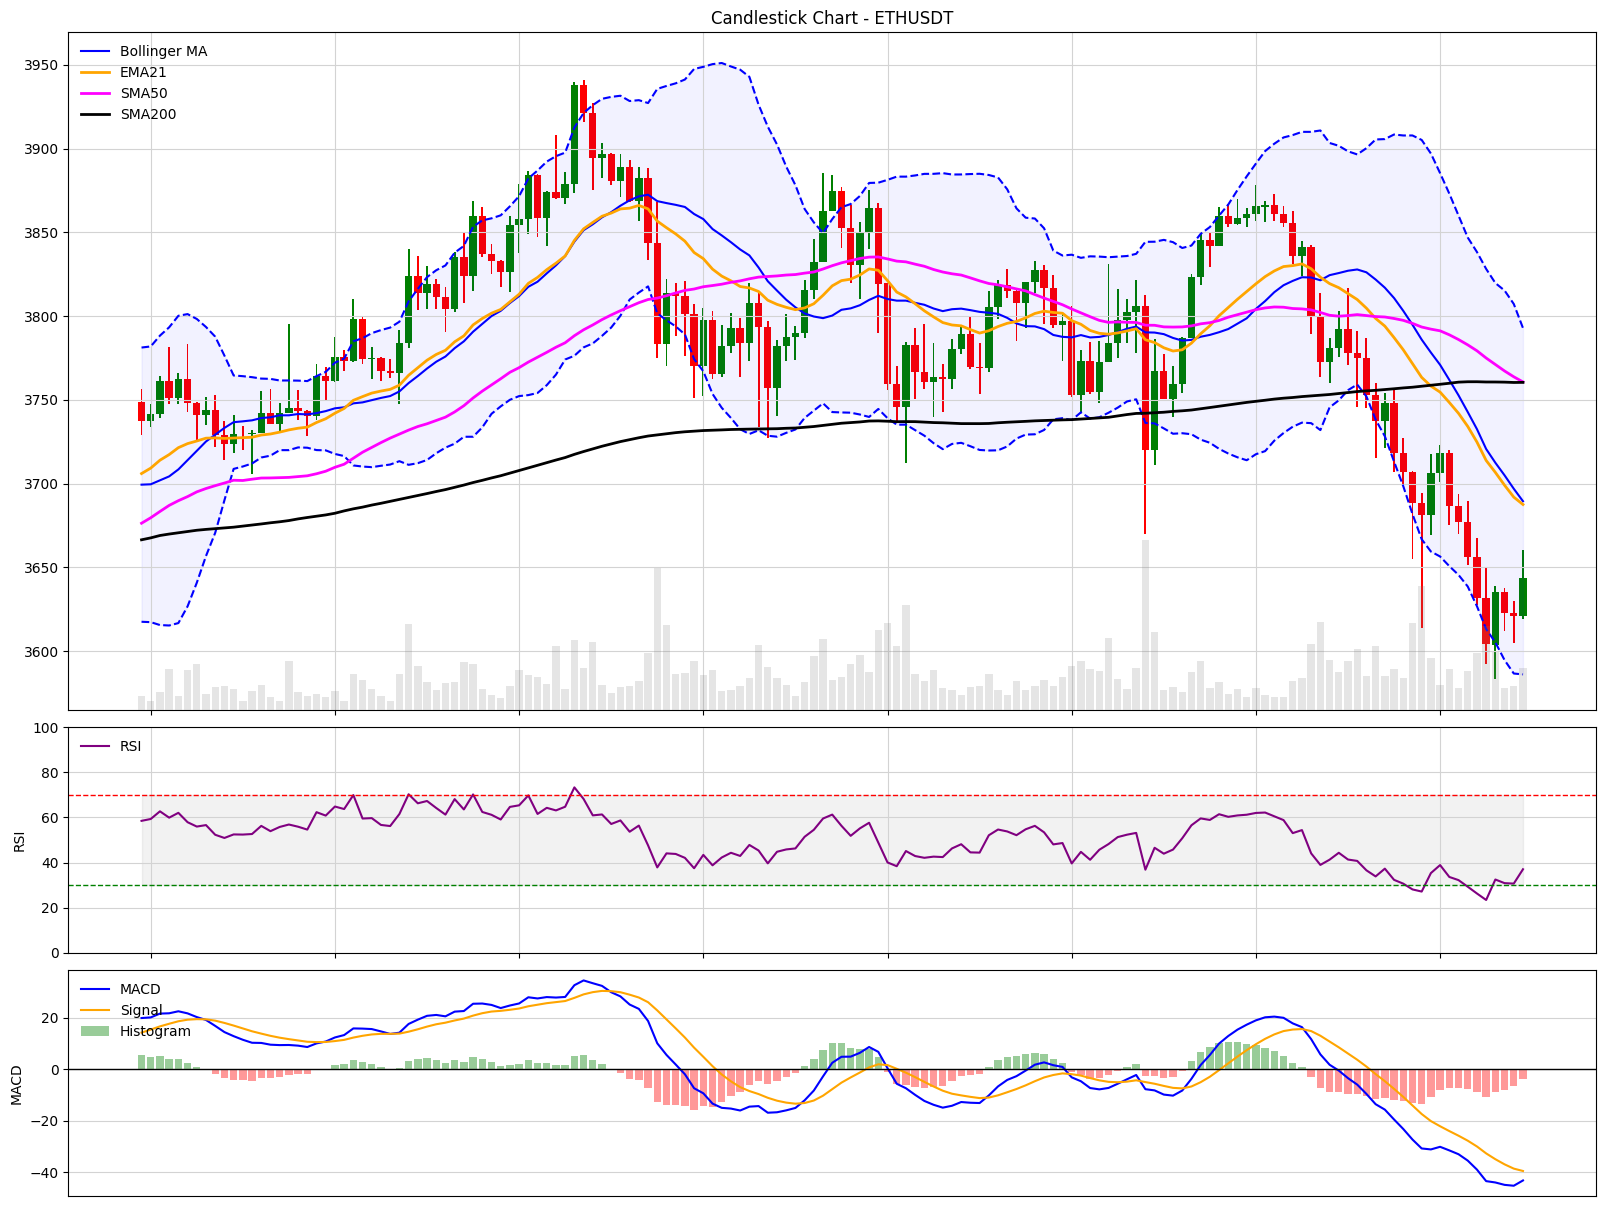 Candlestick Chart - ETHUSDT
Bollinger MA
EMA21
SMA50
SMA200
3950
3900
3850
3800
3750
3700
3650
3600
RSI
100
80
60
40
20
0
RSI
MACD
Signal
Histogram
20
0
−20
−40
MACD